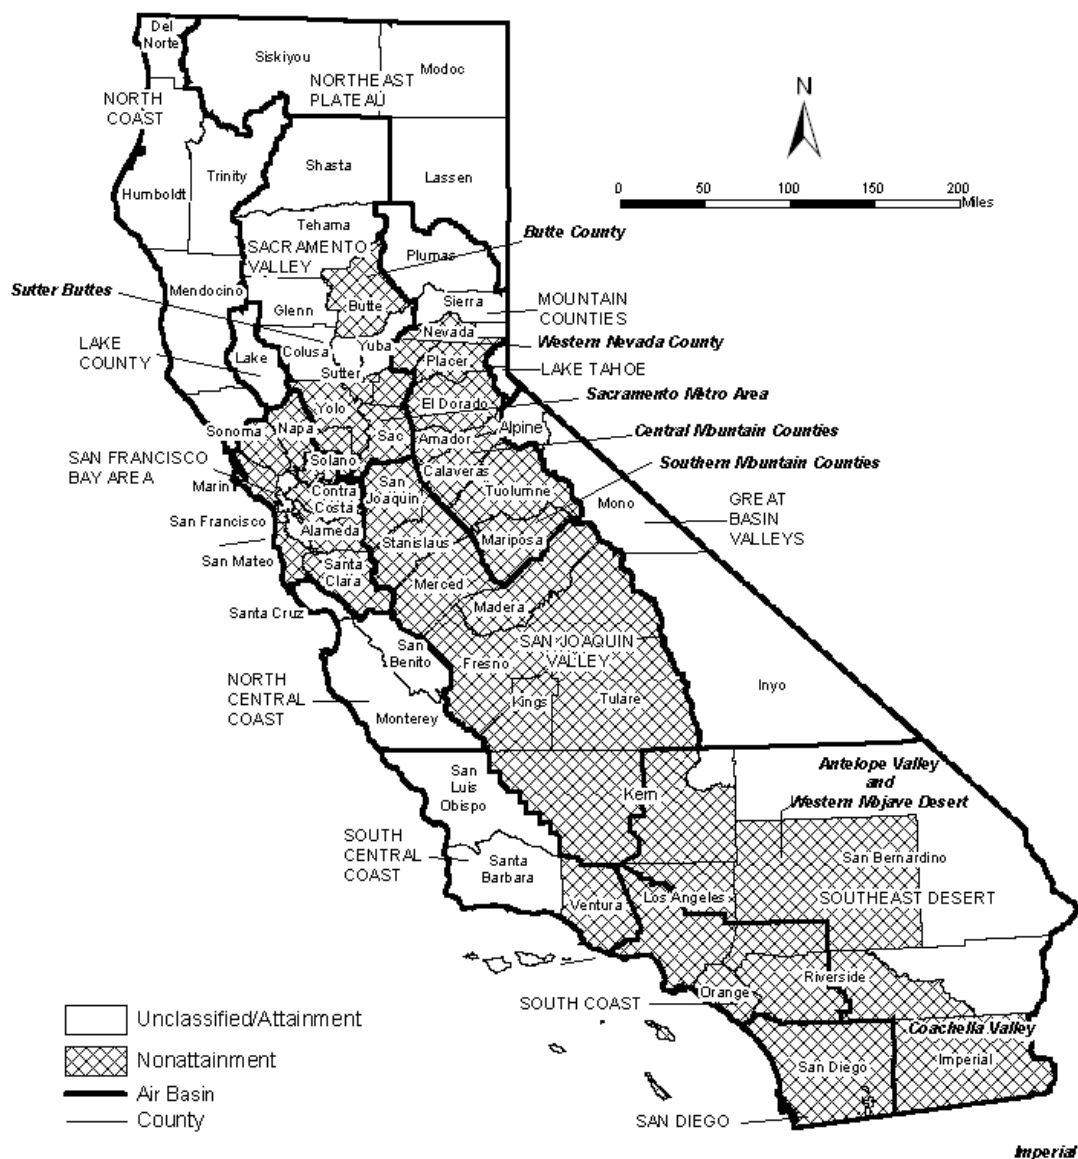 Del
Norte
Siskiyou
Modoc
NORTHEAST
PLATEAU
NORTH
COAST
N
Shasta
Trinity
Lassen
Humboldt
0 50 100 150 200
Miles
Tehama
Butte County
SACRAMENTO
VALLEY
Plumas
Sutter Buttes
Mendocino
Sierra
MOUNTAIN
COUNTIES
Butte
Glenn
Nevada
Western Nevada County
LAKE
COUNTY
Lake
Colusa
Yuba
Placer
LAKE TAHOE
Sutter
Sacramento Metro Area
El Dorado
Yolo
Alpine
Sonoma
Napa
Sac
Amador
Central Mountain Counties
SAN FRANCISCO
BAY AREA
Solano
Calaveras
Southern Mountain Counties
Marin
Contra
Costa
San
Joaquin
Tuolumne
Mono
GREAT
BASIN
VALLEYS
San Francisco
Alameda
Stanislaus
Mariposa
San Mateo
Santa
Clara
Merced
Santa Cruz
Madera
San
Benito
SAN JOAQUIN
VALLEY
Fresno
NORTH
CENTRAL
COAST
Inyo
Kings
Tulare
Monterey
San
Luis
Obispo
Kern
Antelope Valley
and
Western Mojave Desert
SOUTH
CENTRAL
COAST
Santa
Barbara
San Bernardino
Los Angeles
SOUTHEAST DESERT
Ventura
Riverside
Orange
SOUTH COAST
Unclassified/Attainment
Coachella Valley
Nonattainment
San Diego
Imperial
Air Basin
County
SAN DIEGO
Imperial